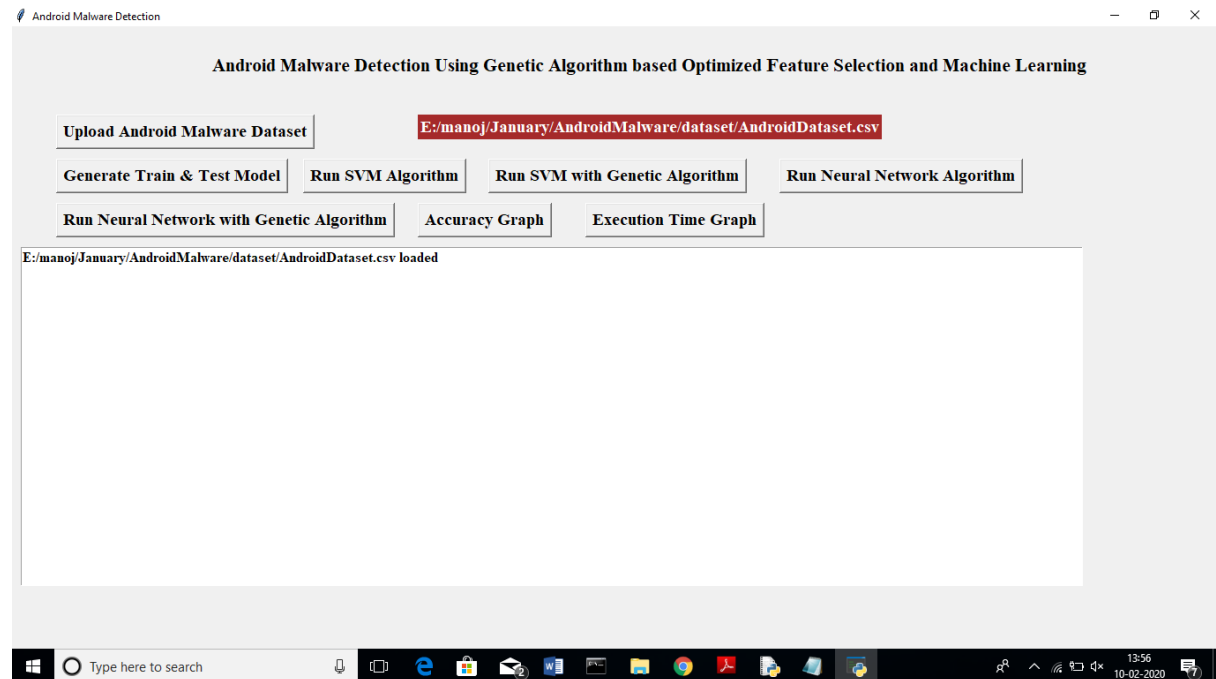 Android Malware Detection
Android Malware Detection Using Genetic Algorithm based Optimized Feature Selection and Machine Learning
Upload Android Malware Dataset
E:/manoj/January/AndroidMalware/dataset/AndroidDataset.csv
Generate Train & Test Model
Run SVM Algorithm
Run SVM with Genetic Algorithm
Run Neural Network Algorithm
Run Neural Network with Genetic Algorithm
Accuracy Graph
Execution Time Graph
E:/manoj/January/AndroidMalware/dataset/AndroidDataset.csv loaded
Type here to search
2
13:56
10-02-2020
7